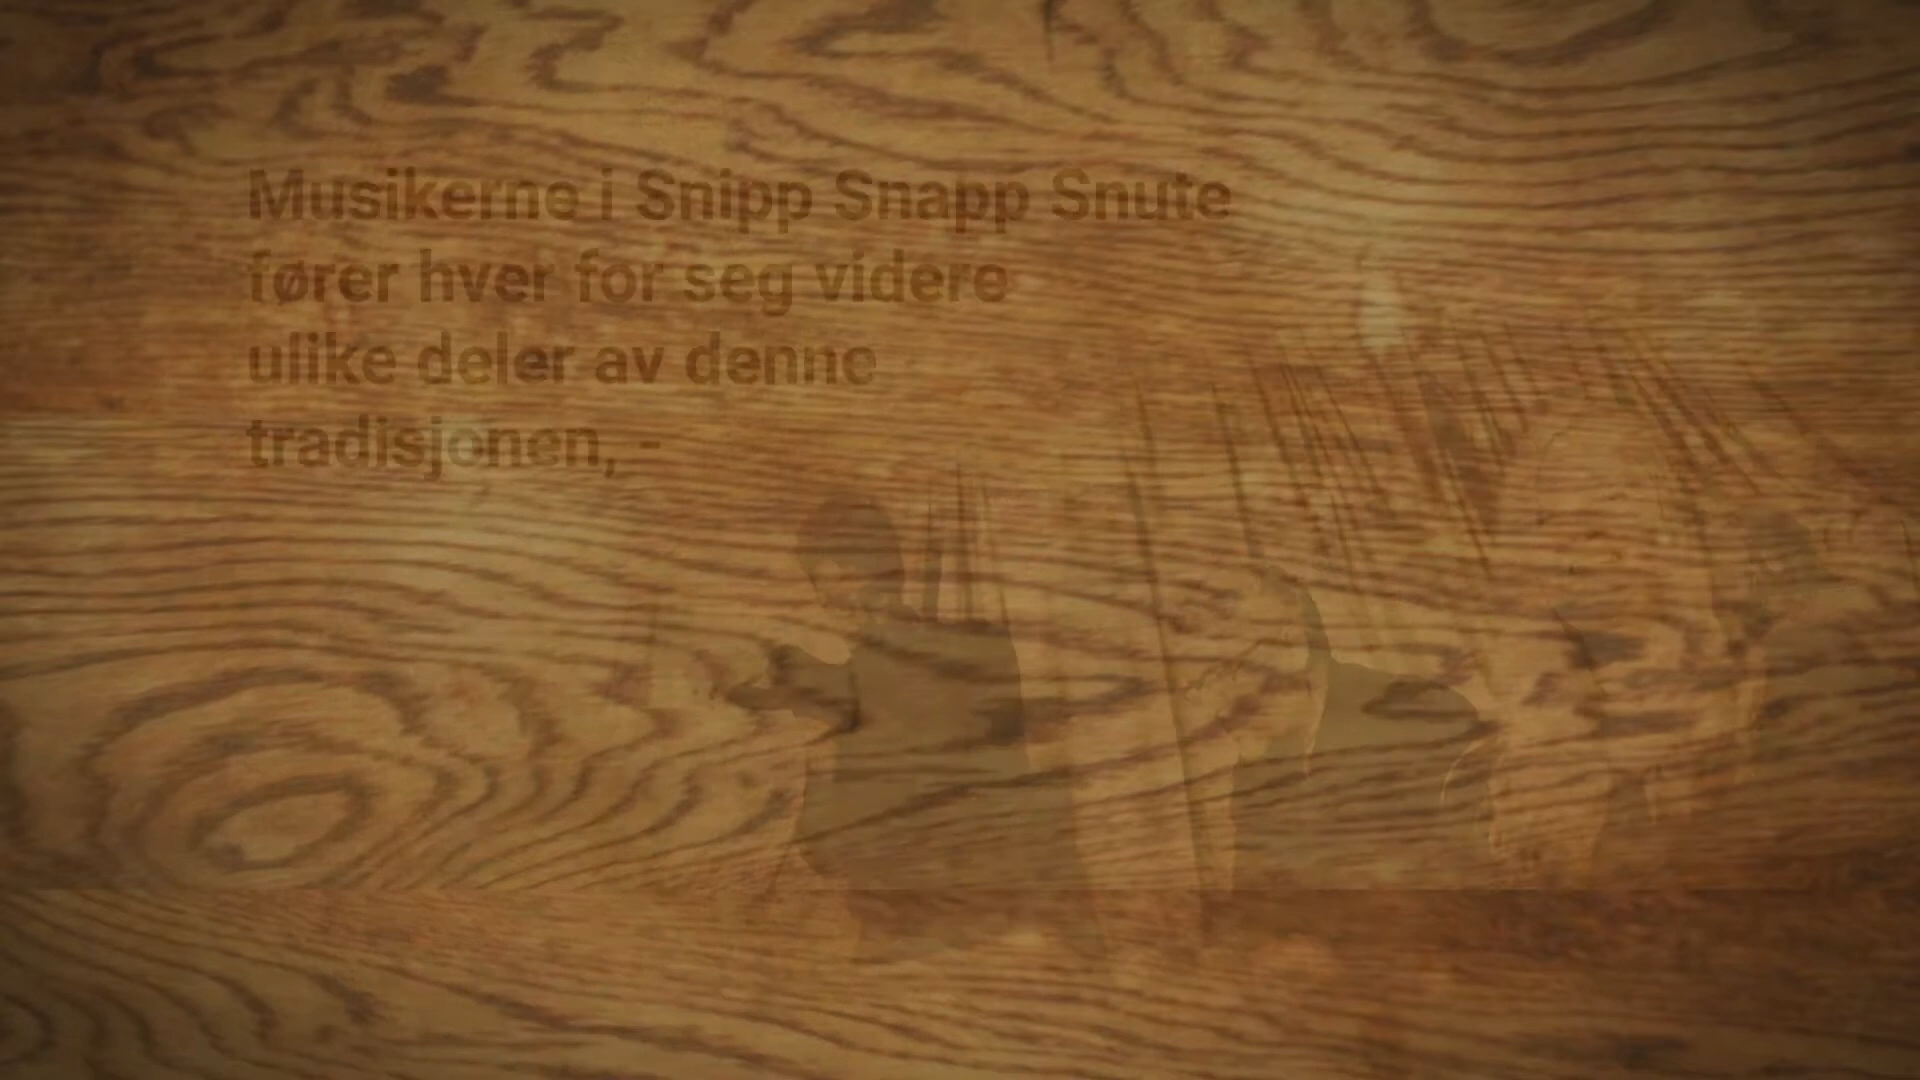 Musikerne i Snipp Snapp Snute
fører hver for seg videre
ulike deler av denne
tradisjonen, -